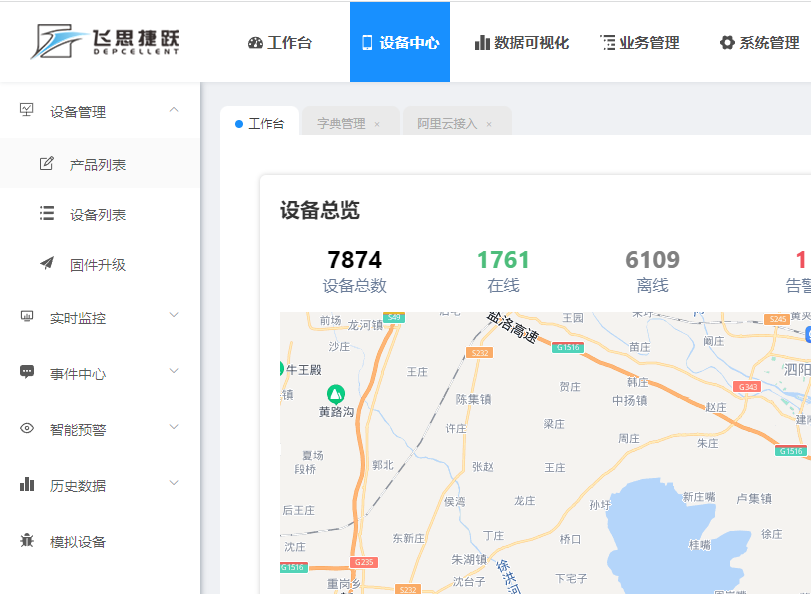 飞思捷跃
DEPCELLENT
工作台
设备中心
数据可视化
业务管理
系统管理
设备管理
产品列表
设备列表
固件升级
实时监控
事件中心
智能预警
历史数据
模拟设备
工作台
字典管理 ×
阿里云接入 ×
设备总览
7874
设备总数
1761
在线
6109
离线
1
告警
前场
龙河镇
S49
盐洛高速
王园
S245
沙庄
S232
G1516
苗庄
闾庄
牛王殿
王庄
贺庄
韩庄
G343
泗阳
镇
黄路沟
陈集镇
中扬镇
赵庄
许庄
梁庄
周庄
朱庄
G1516
夏场
段桥
郭北
张赵
王庄
侯湾
龙庄
孙圩
新庄嘴
卢集镇
后王庄
东新庄
丁庄
桥口
桂嘴
徐庄
沈庄
G235
朱湖镇
徐洪河
G1516
重岗乡
S232
沈台子
下宅子